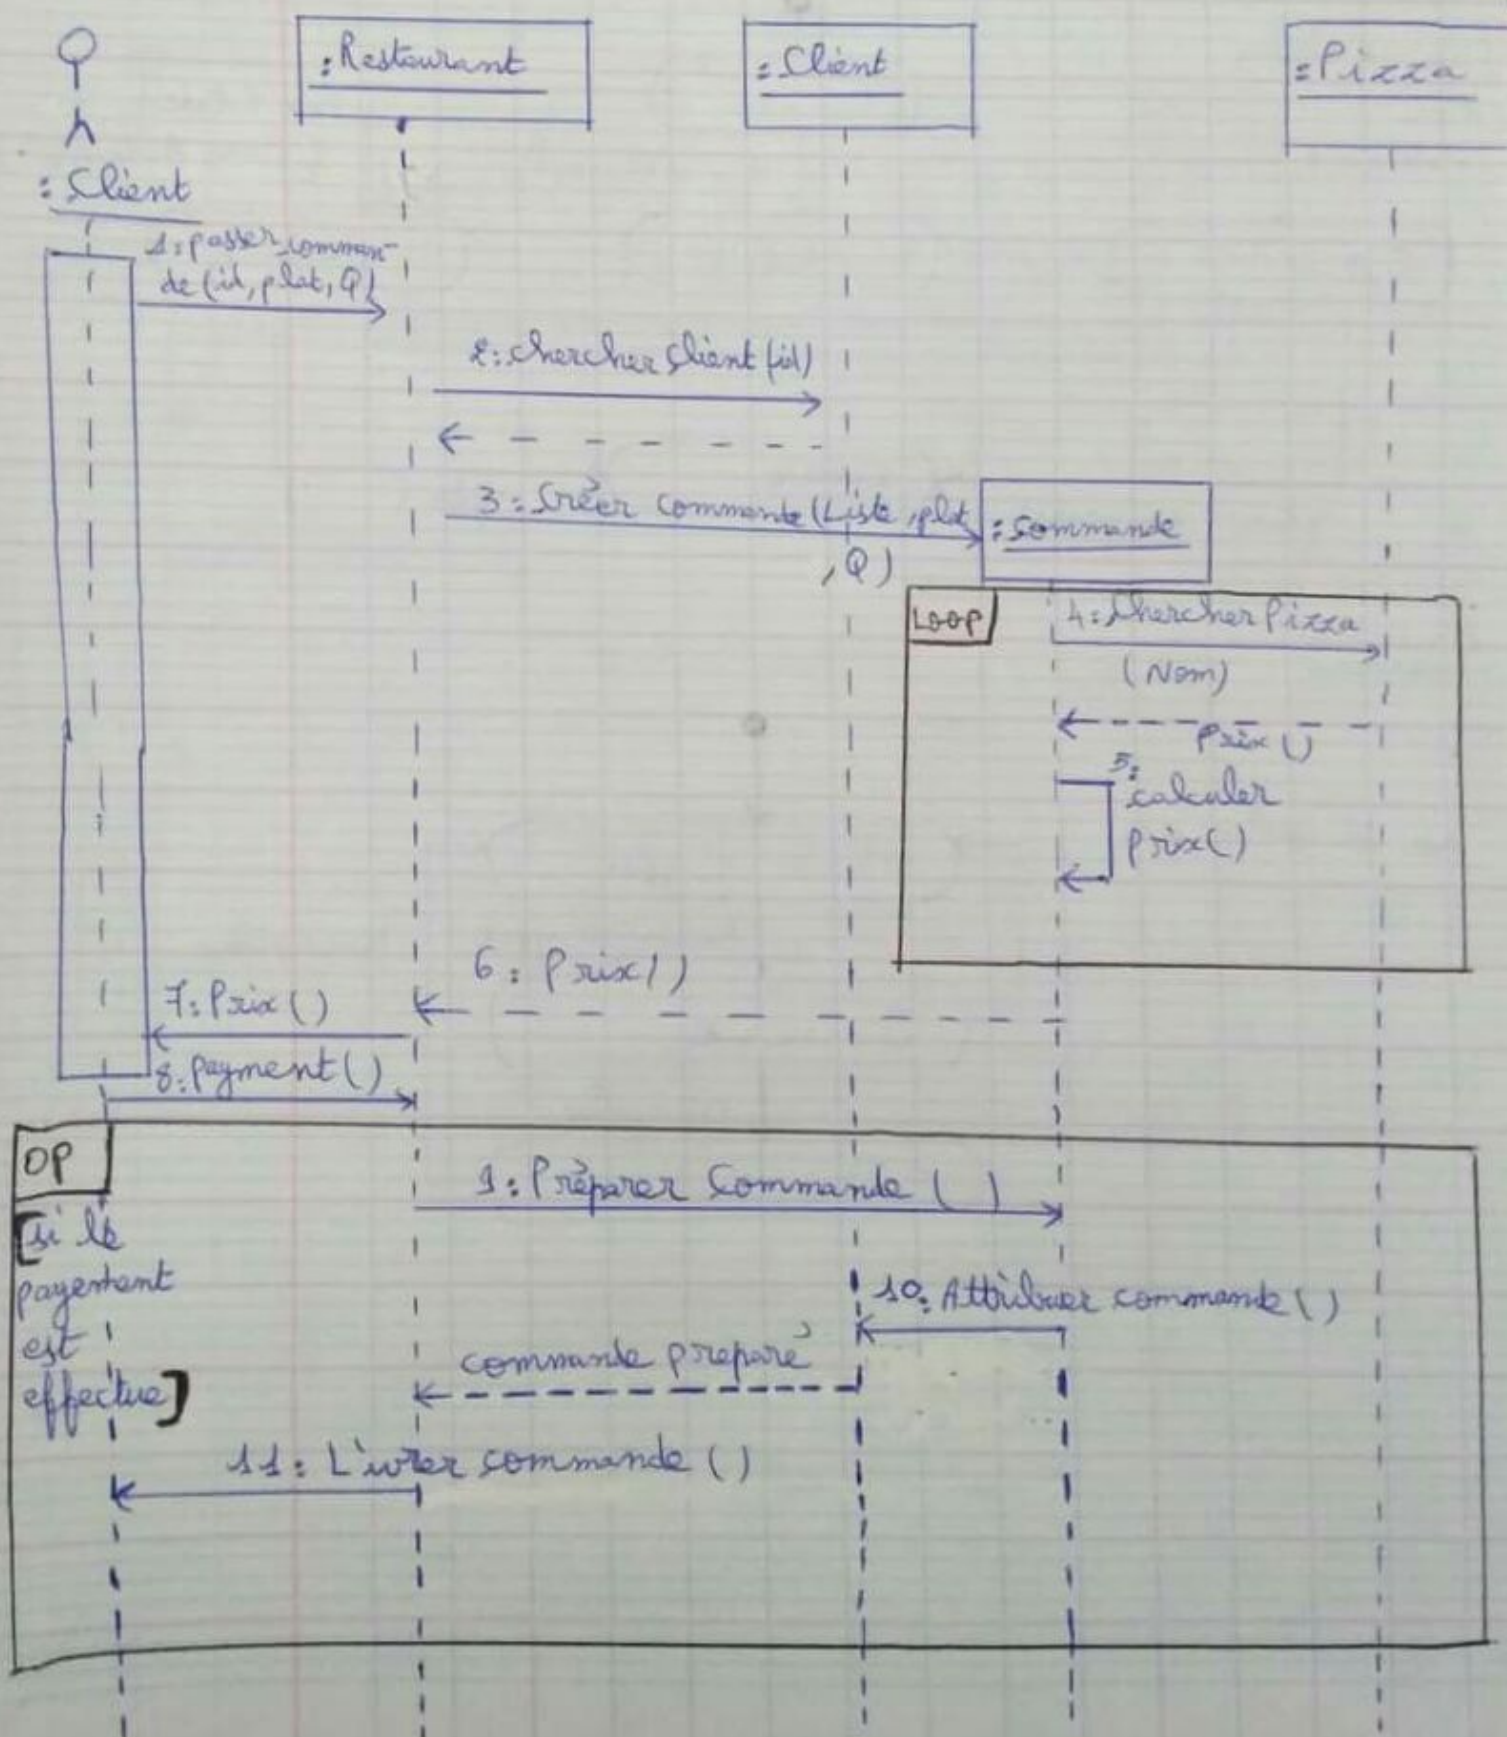 :Restaurant
:Client
:Pizza
:Client
1:passer comman-
de (id, plat, Q)
2:chercher Client (id)
3:Créer commande (Liste, plat
, Q)
:Commande
LOOP
4:Chercher Pizza
(Nom)
Prix ()
5:
calculer
prix()
6: Prix()
7: Prix ()
8:payment()
OP
[si le
payement
est
effectue]
9: Préparer Commande ( )
10: Attribuer commande ()
commande préparé
11: Livrer commande ()